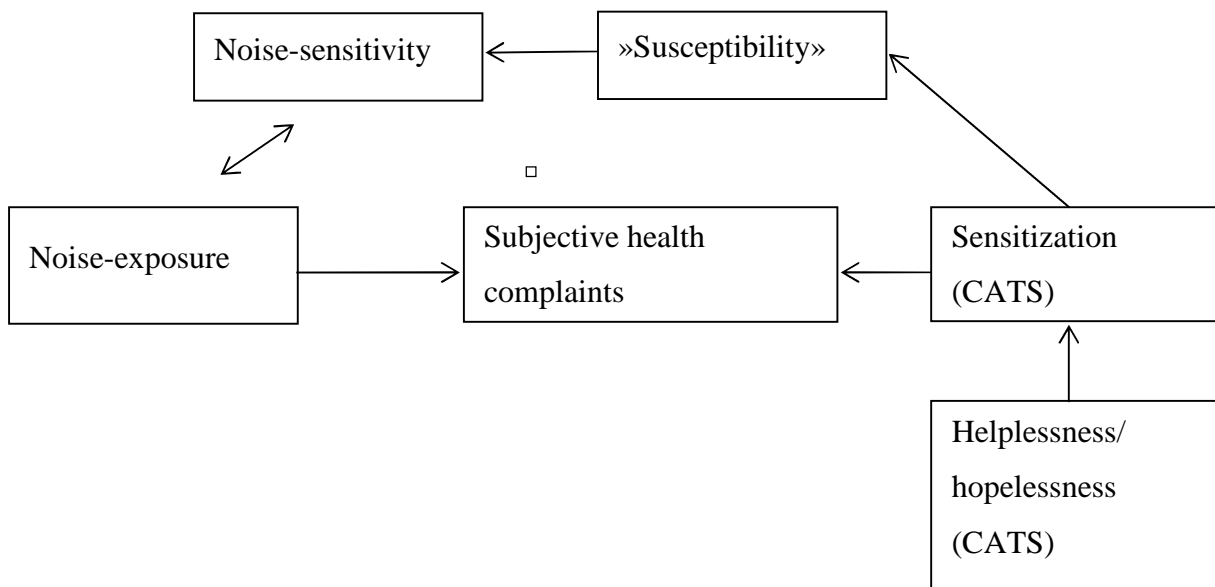 Noise-sensitivity
»Susceptibility»
Noise-exposure
Subjective health
complaints
Sensitization
(CATS)
Helplessness/
hopelessness
(CATS)